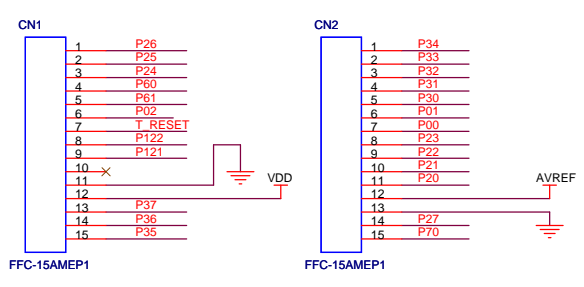 CN1
1 P26
2 P25
3 P24
4 P60
5 P61
6 P02
7 T_RESET
8 P122
9 P121
10
11
12 VDD
13 P37
14 P36
15 P35
FFC-15AMEP1
CN2
1 P34
2 P33
3 P32
4 P31
5 P30
6 P01
7 P00
8 P23
9 P22
10 P21
11 P20
12 AVREF
13
14 P27
15 P70
FFC-15AMEP1